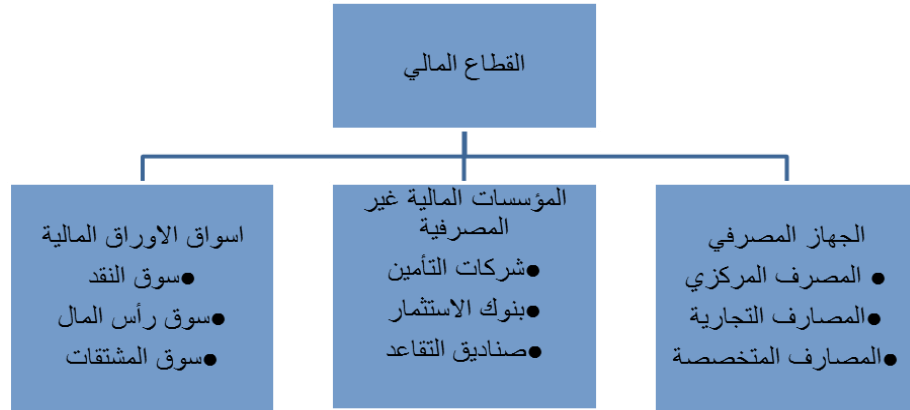 القطاع المالي
الجهاز المصرفي
● المصرف المركزي
●المصارف التجارية
●المصارف المتخصصة
المؤسسات المالية غير
المصرفية
●شركات التأمين
●بنوك الاستثمار
●صناديق التقاعد
اسواق الاوراق المالية
●سوق النقد
●سوق رأس المال
●سوق المشتقات